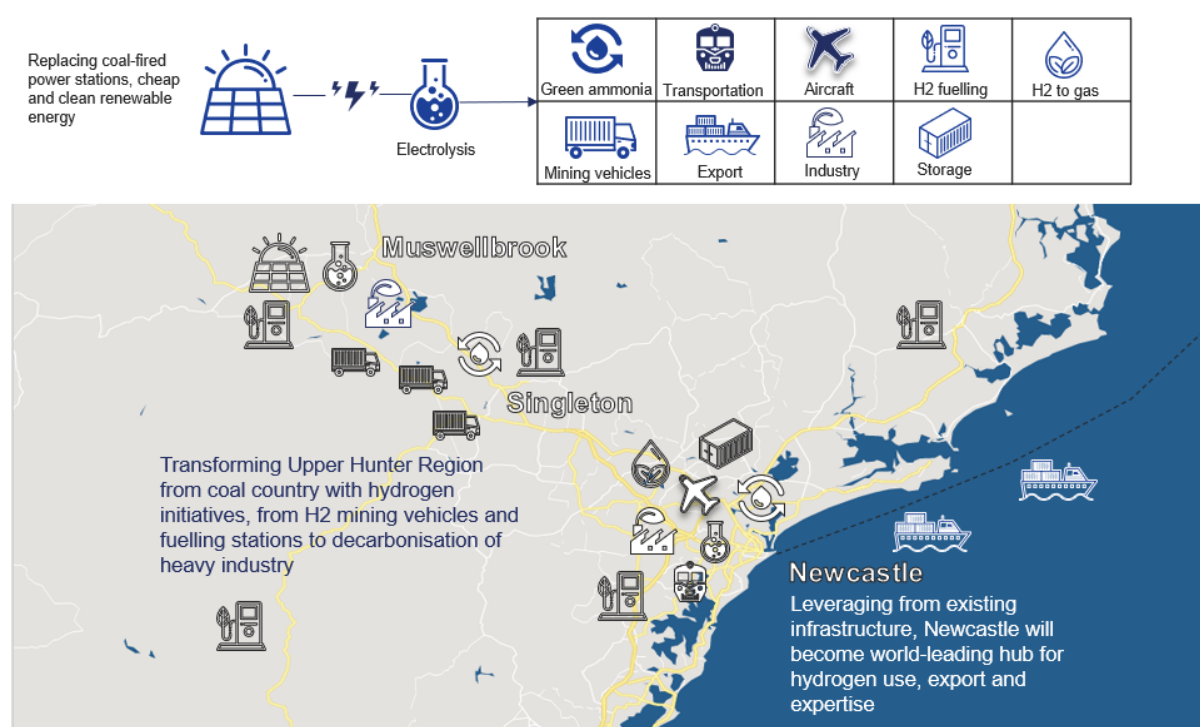 Replacing coal-fired
power stations, cheap
and clean renewable
energy
Electrolysis
Green ammonia
Transportation
Aircraft
H2 fuelling
H2 to gas
Mining vehicles
Export
Industry
Storage
Muswellbrook
Singleton
Transforming Upper Hunter Region
from coal country with hydrogen
initiatives, from H2 mining vehicles and
fuelling stations to decarbonisation of
heavy industry
Newcastle
Leveraging from existing
infrastructure, Newcastle will
become world-leading hub for
hydrogen use, export and
expertise